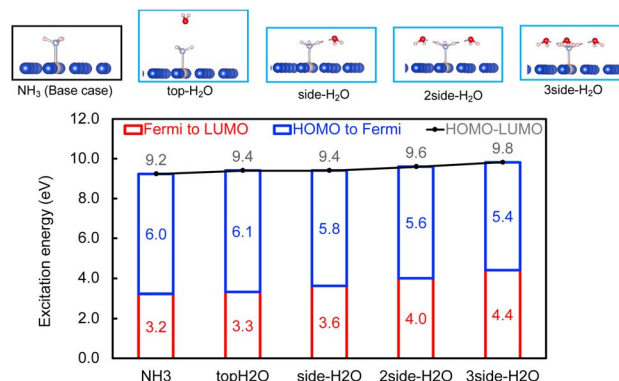 NH3 (Base case)
top-H2O
side-H2O
2side-H2O
3side-H2O
Fermi to LUMO
HOMO to Fermi
HOMO-LUMO
Excitation energy (eV)
12.0
10.0
8.0
6.0
4.0
2.0
0.0
9.2
9.4
9.4
9.6
9.8
6.0
6.1
5.8
5.6
5.4
3.2
3.3
3.6
4.0
4.4
NH3
topH2O
side-H2O
2side-H2O
3side-H2O